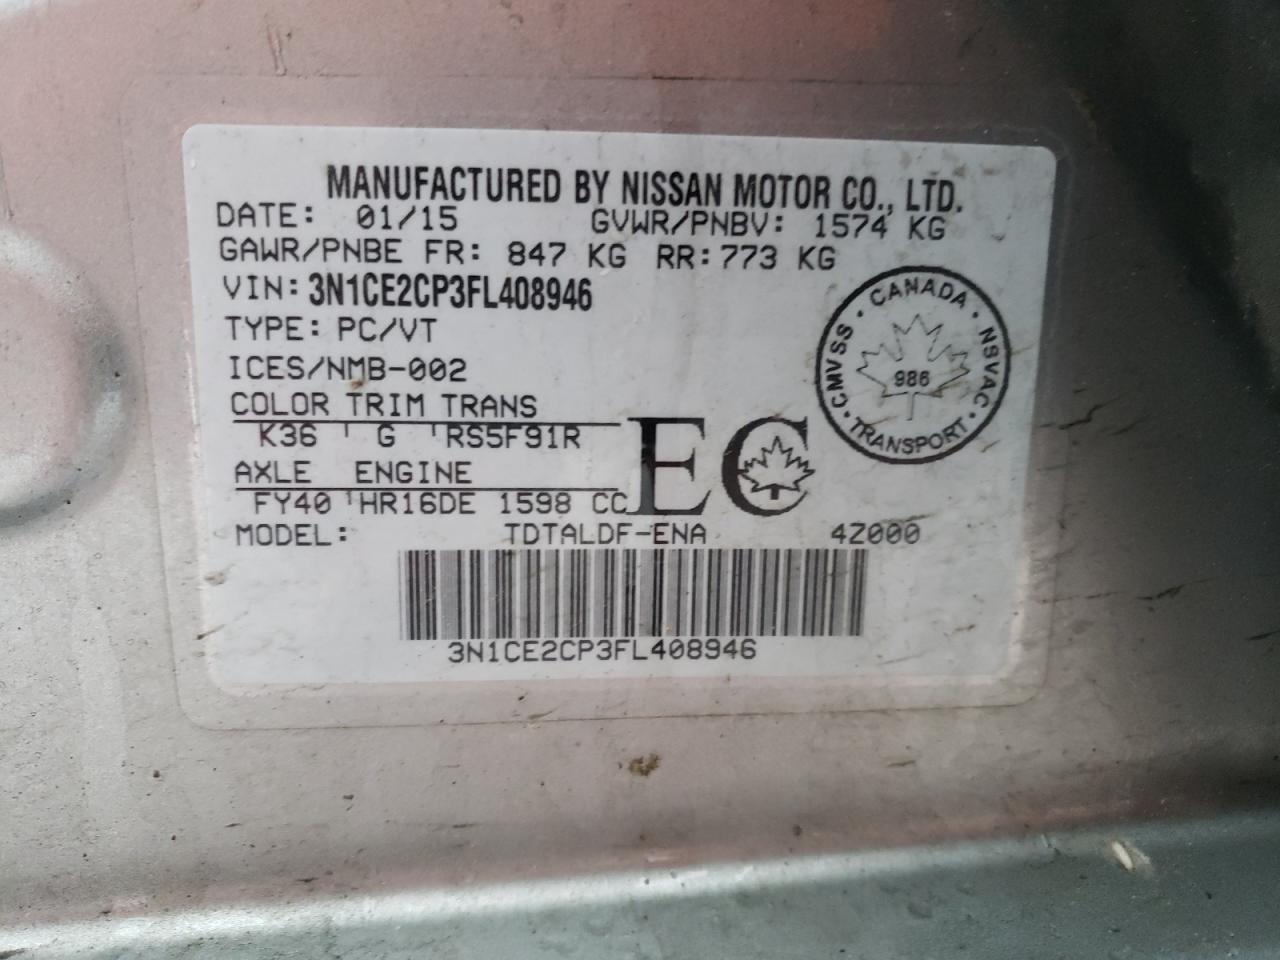 MANUFACTURED BY NISSAN MOTOR CO., LTD.
DATE: 01/15 GVWR/PNBV: 1574 KG
GAWR/PNBE FR: 847 KG RR: 773 KG
VIN: 3N1CE2CP3FL408946
TYPE: PC/VT
ICES/NMB-002
COLOR TRIM TRANS
K36 G RS5F91R
AXLE ENGINE
FY40 HR16DE 1598 CC
EC
MODEL: TDTALDF-ENA 4Z000
3N1CE2CP3FL408946
CANADA · NSVAC · TRANSPORT · CMVSS ·
986